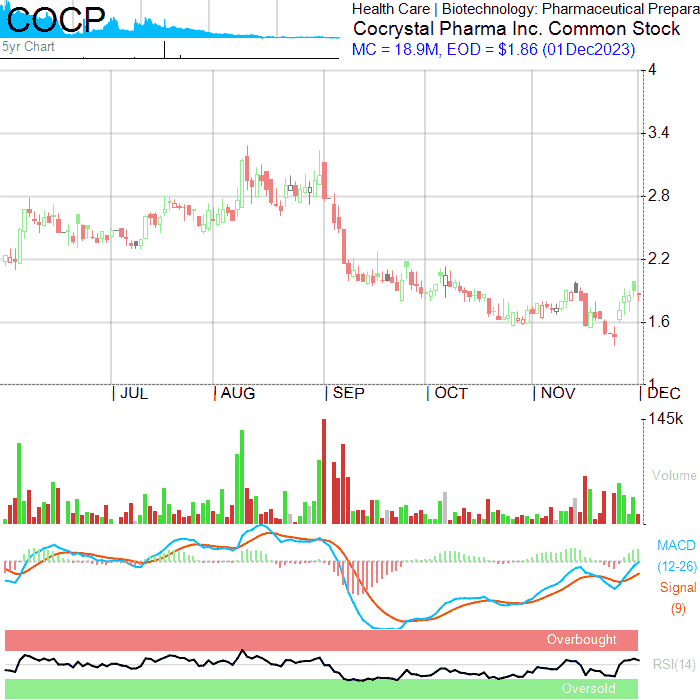 COCP
Health Care | Biotechnology: Pharmaceutical Prepara
Cocrystal Pharma Inc. Common Stock
MC = 18.9M, EOD = $1.86 (01Dec2023)
5yr Chart
4
3.4
2.8
2.2
1.6
1
JUL
AUG
SEP
OCT
NOV
DEC
145k
Volume
MACD
(12-26)
Signal
(9)
Overbought
RSI(14)
Oversold